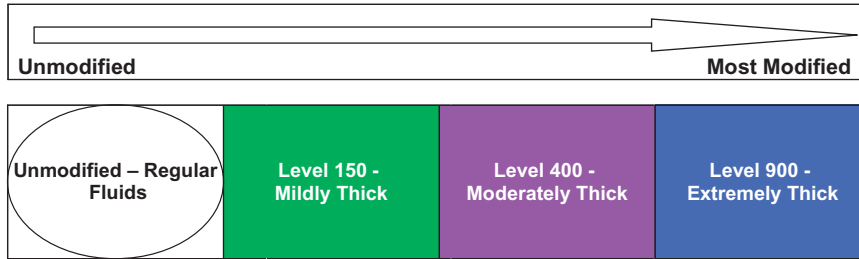 Unmodified
Most Modified
Unmodified – Regular
Fluids
Level 150 -
Mildly Thick
Level 400 -
Moderately Thick
Level 900 -
Extremely Thick